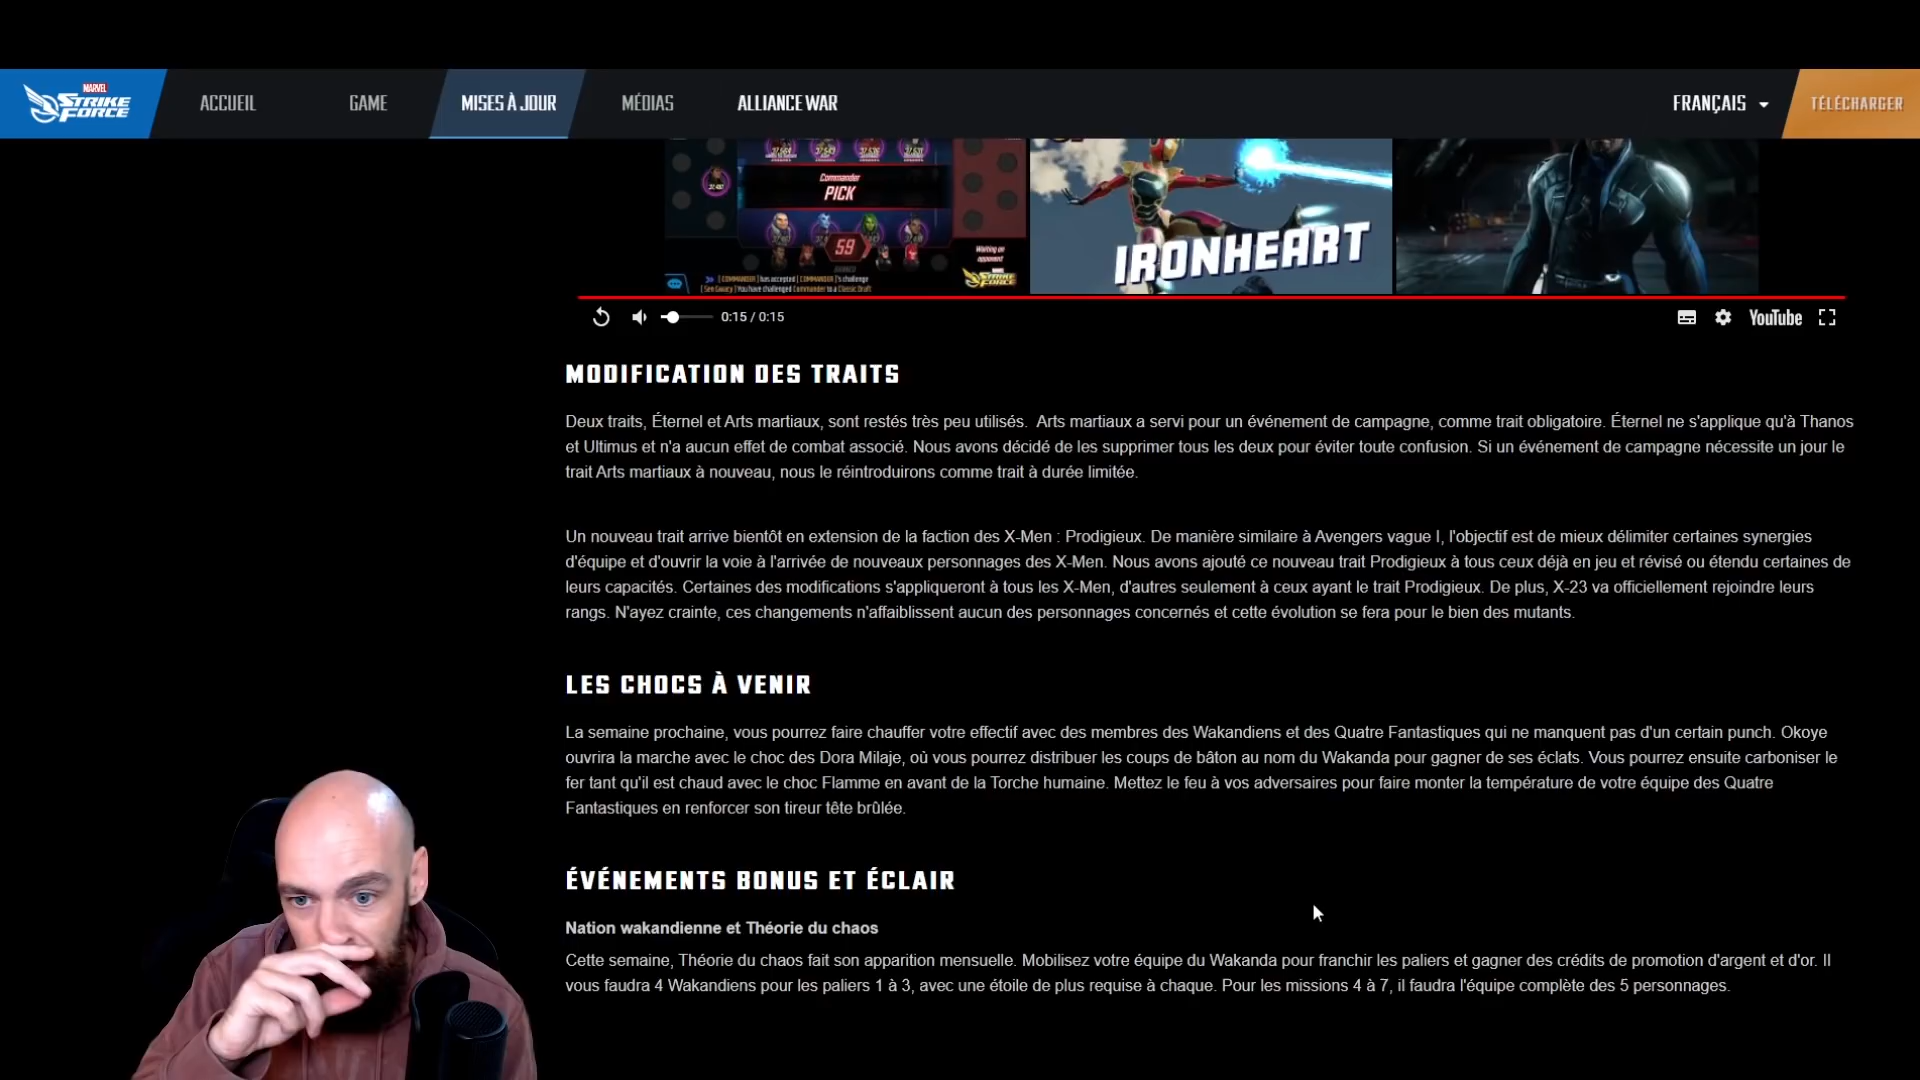 MARVEL
STRIKE
FORCE
ACCUEIL
GAME
MISES À JOUR
MÉDIAS
ALLIANCE WAR
FRANÇAIS
TÉLÉCHARGER
Commander
PICK
59
Waiting on
opponent
[ COMMANDER ] has accepted [ COMMANDER ]'s challenge
You have challenged Commander to a Classic Draft
STRIKE
FORCE
IRONHEART
0:15 / 0:15
YouTube
MODIFICATION DES TRAITS
Deux traits, Éternel et Arts martiaux, sont restés très peu utilisés.  Arts martiaux a servi pour un événement de campagne, comme trait obligatoire. Éternel ne s'applique qu'à Thanos
et Ultimus et n'a aucun effet de combat associé. Nous avons décidé de les supprimer tous les deux pour éviter toute confusion. Si un événement de campagne nécessite un jour le
trait Arts martiaux à nouveau, nous le réintroduirons comme trait à durée limitée.
Un nouveau trait arrive bientôt en extension de la faction des X-Men : Prodigieux. De manière similaire à Avengers vague I, l'objectif est de mieux délimiter certaines synergies
d'équipe et d'ouvrir la voie à l'arrivée de nouveaux personnages des X-Men. Nous avons ajouté ce nouveau trait Prodigieux à tous ceux déjà en jeu et révisé ou étendu certaines de
leurs capacités. Certaines des modifications s'appliqueront à tous les X-Men, d'autres seulement à ceux ayant le trait Prodigieux. De plus, X-23 va officiellement rejoindre leurs
rangs. N'ayez crainte, ces changements n'affaiblissent aucun des personnages concernés et cette évolution se fera pour le bien des mutants.
LES CHOCS À VENIR
La semaine prochaine, vous pourrez faire chauffer votre effectif avec des membres des Wakandiens et des Quatre Fantastiques qui ne manquent pas d'un certain punch. Okoye
ouvrira la marche avec le choc des Dora Milaje, où vous pourrez distribuer les coups de bâton au nom du Wakanda pour gagner de ses éclats. Vous pourrez ensuite carboniser le
fer tant qu'il est chaud avec le choc Flamme en avant de la Torche humaine. Mettez le feu à vos adversaires pour faire monter la température de votre équipe des Quatre
Fantastiques en renforcer son tireur tête brûlée.
ÉVÉNEMENTS BONUS ET ÉCLAIR
Nation wakandienne et Théorie du chaos
Cette semaine, Théorie du chaos fait son apparition mensuelle. Mobilisez votre équipe du Wakanda pour franchir les paliers et gagner des crédits de promotion d'argent et d'or. Il
vous faudra 4 Wakandiens pour les paliers 1 à 3, avec une étoile de plus requise à chaque. Pour les missions 4 à 7, il faudra l'équipe complète des 5 personnages.